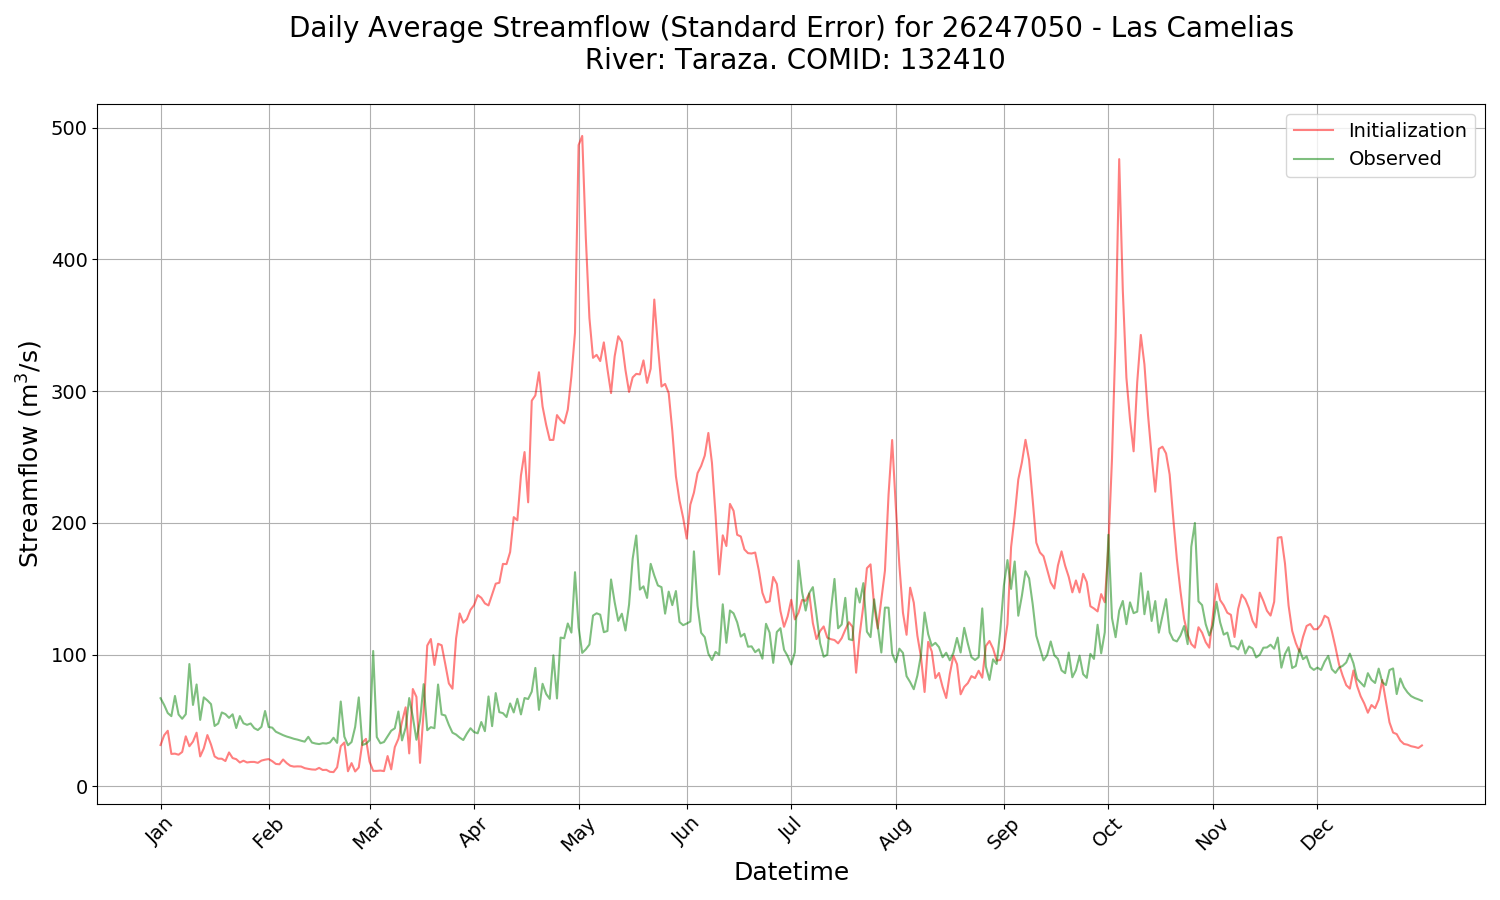 Daily Average Streamflow (Standard Error) for 26247050 - Las Camelias
River: Taraza. COMID: 132410
Initialization
Observed
500
400
300
200
100
0
Streamflow (m³/s)
Jan
Feb
Mar
Apr
May
Jun
Jul
Aug
Sep
Oct
Nov
Dec
Datetime